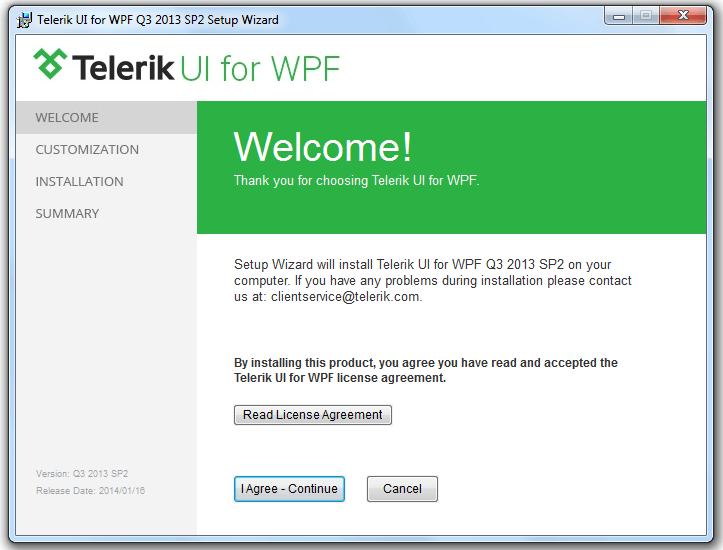 Telerik UI for WPF Q3 2013 SP2 Setup Wizard
Telerik UI for WPF
WELCOME
CUSTOMIZATION
INSTALLATION
SUMMARY
Welcome!
Thank you for choosing Telerik UI for WPF.
Setup Wizard will install Telerik UI for WPF Q3 2013 SP2 on your
computer. If you have any problems during installation please contact
us at: clientservice@telerik.com.
By installing this product, you agree you have read and accepted the
Telerik UI for WPF license agreement.
Read License Agreement
Version: Q3 2013 SP2
Release Date: 2014/01/16
I Agree - Continue
Cancel